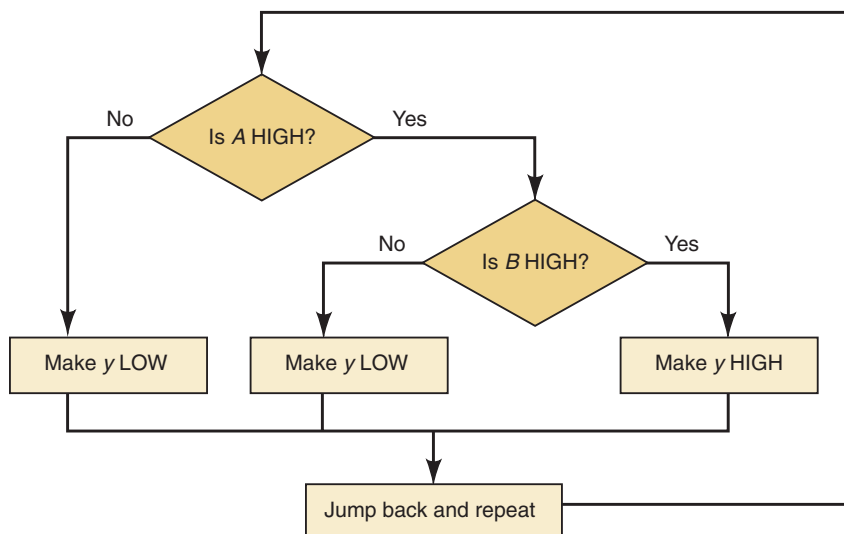 No
Is A HIGH?
Yes
No
Is B HIGH?
Yes
Make y LOW
Make y LOW
Make y HIGH
Jump back and repeat